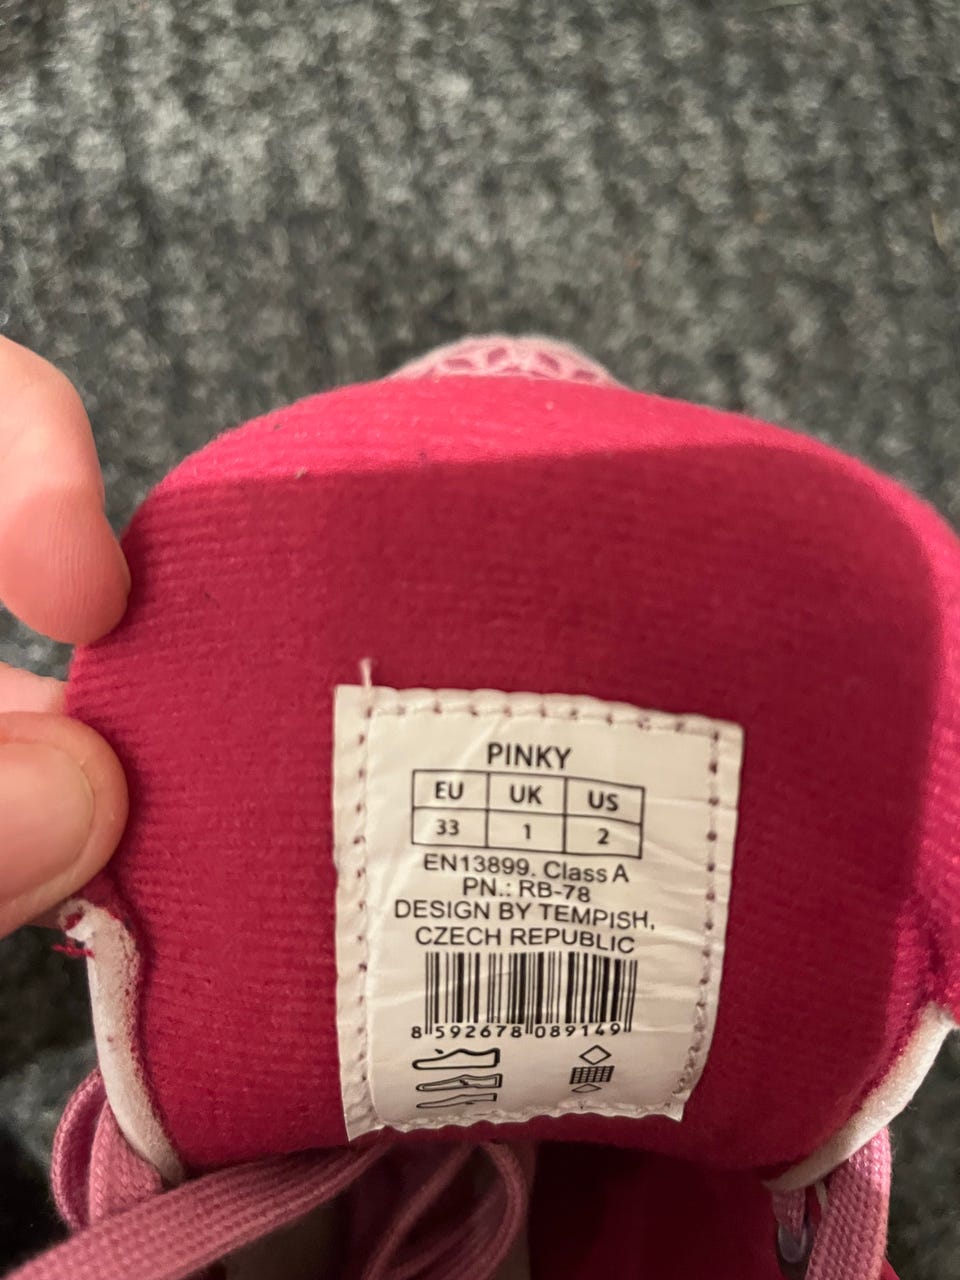 PINKY
EU UK US
33 1 2
EN13899. Class A
PN.: RB-78
DESIGN BY TEMPISH,
CZECH REPUBLIC
8 592678 089149